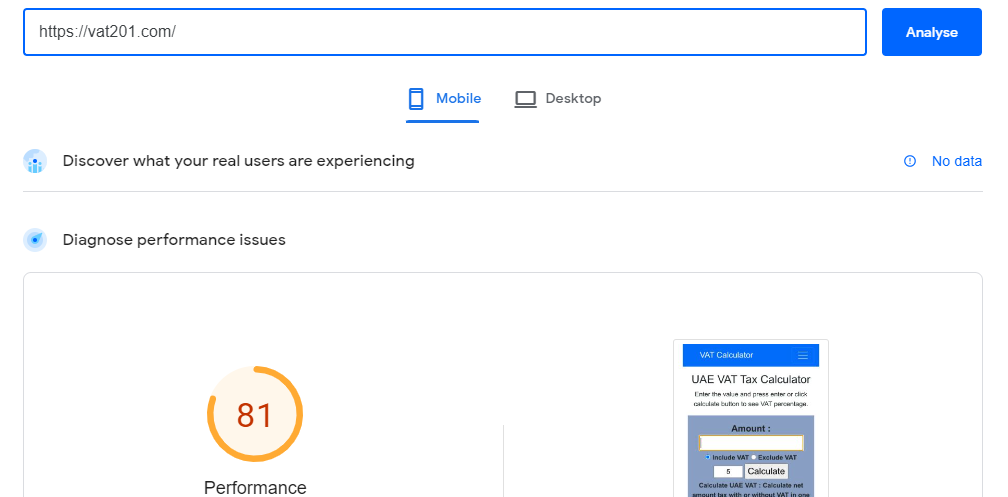 https://vat201.com/
Analyse
Mobile
Desktop
Discover what your real users are experiencing
No data
Diagnose performance issues
81
Performance
VAT Calculator
UAE VAT Tax Calculator
Enter the value and press enter or click
calculate button to see VAT percentage.
Amount :
Include VAT Exclude VAT
5 Calculate
Calculate UAE VAT : Calculate net
amount tax with or without VAT in one